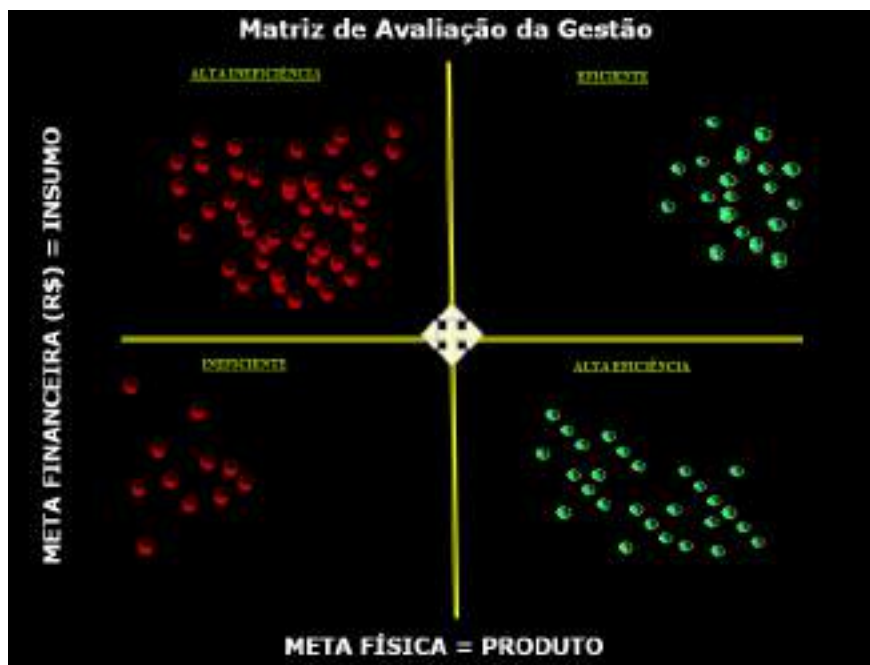 Matriz de Avaliação da Gestão
ALTA INEFICIÊNCIA
EFICIENTE
META FINANCEIRA (R$) = INSUMO
INEFICIENTE
ALTA EFICIÊNCIA
META FÍSICA = PRODUTO